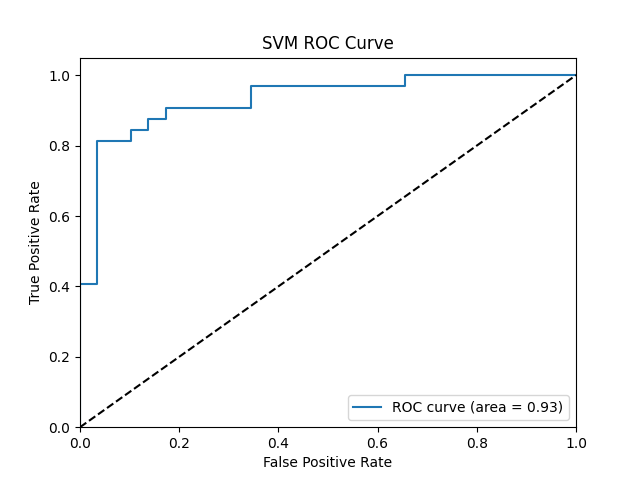 SVM ROC Curve
True Positive Rate
1.0
0.8
0.6
0.4
0.2
0.0
ROC curve (area = 0.93)
0.0 0.2 0.4 0.6 0.8 1.0
False Positive Rate